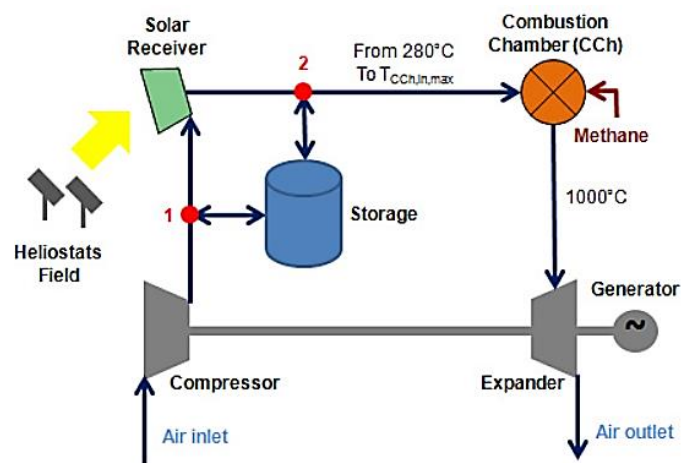 Solar
Receiver
2
From 280°C
To T_CCh,in,max
Combustion
Chamber (CCh)
Methane
1
Storage
1000°C
Heliostats
Field
Generator
~
Compressor
Expander
Air inlet
Air outlet